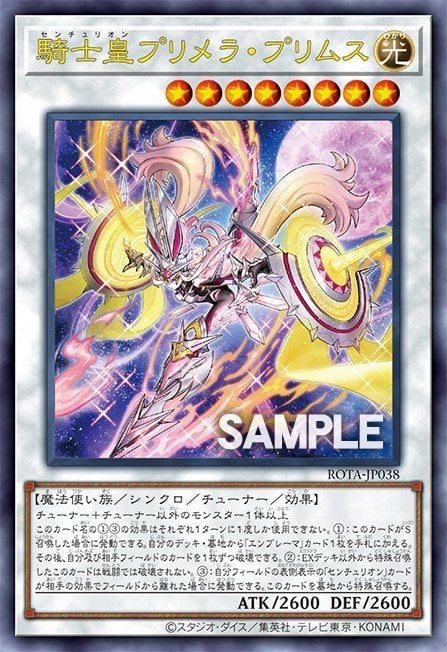 センチュリオン
騎士皇プリメラ・プリムス
ひかり
光
SAMPLE
ROTA-JP038
【魔法使い族／シンクロ／チューナー／効果】
チューナー＋チューナー以外のモンスター1体以上
このカード名の①③の効果はそれぞれ1ターンに1度しか使用できない。①：このカードがS
召喚した場合に発動できる。自分のデッキ・墓地から「エンブレーマ」カード1枚を手札に加える。
その後、自分及び相手フィールドのカードを1枚ずつ破壊できる。②：EXデッキ以外から特殊召喚
したこのカードは戦闘では破壊されない。③：自分フィールドの表側表示の「センチュリオン」カード
が相手の効果でフィールドから離れた場合に発動できる。このカードを墓地から特殊召喚する。
ATK/2600 DEF/2600
©スタジオ・ダイス／集英社・テレビ東京・KONAMI